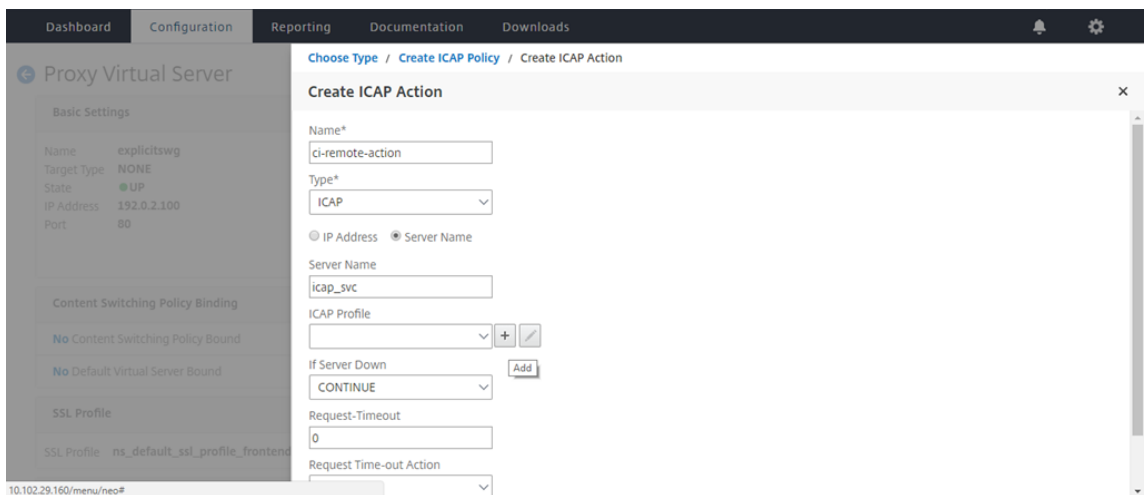 Dashboard Configuration Reporting Documentation Downloads
Proxy Virtual Server
Basic Settings
Name explicitswg
Target Type NONE
State UP
IP Address 192.0.2.100
Port 80
Content Switching Policy Binding
No Content Switching Policy Bound
No Default Virtual Server Bound
SSL Profile
SSL Profile ns_default_ssl_profile_frontend
10.102.29.160/menu/neo#
Choose Type / Create ICAP Policy / Create ICAP Action
Create ICAP Action
Name*
ci-remote-action
Type*
ICAP
IP Address Server Name
Server Name
icap_svc
ICAP Profile
+
Add
If Server Down
CONTINUE
Request-Timeout
0
Request Time-out Action